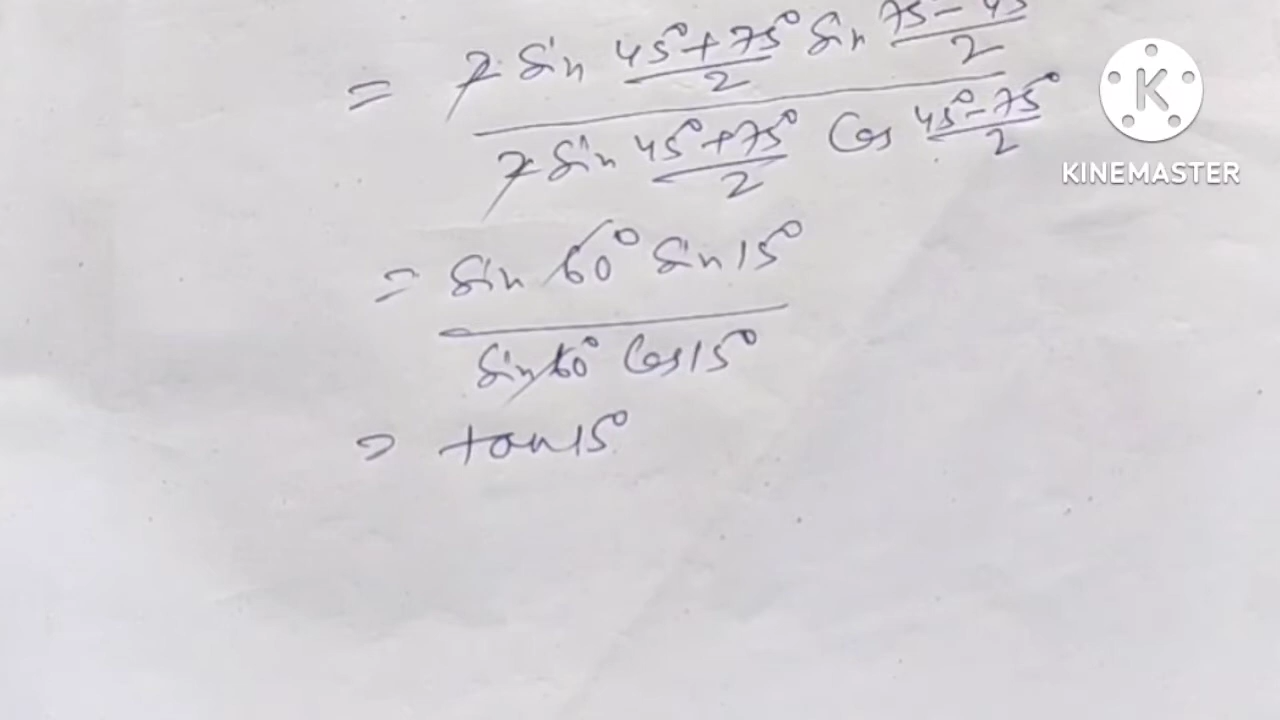 = 2 Sin 45°+75°/2 Sin 75-45/2
2 Sin 45°+75°/2 Cos 45°-75°/2
= Sin 60° Sin 15°
Sin 60° Cos 15°
= tan 15°
K
KINEMASTER